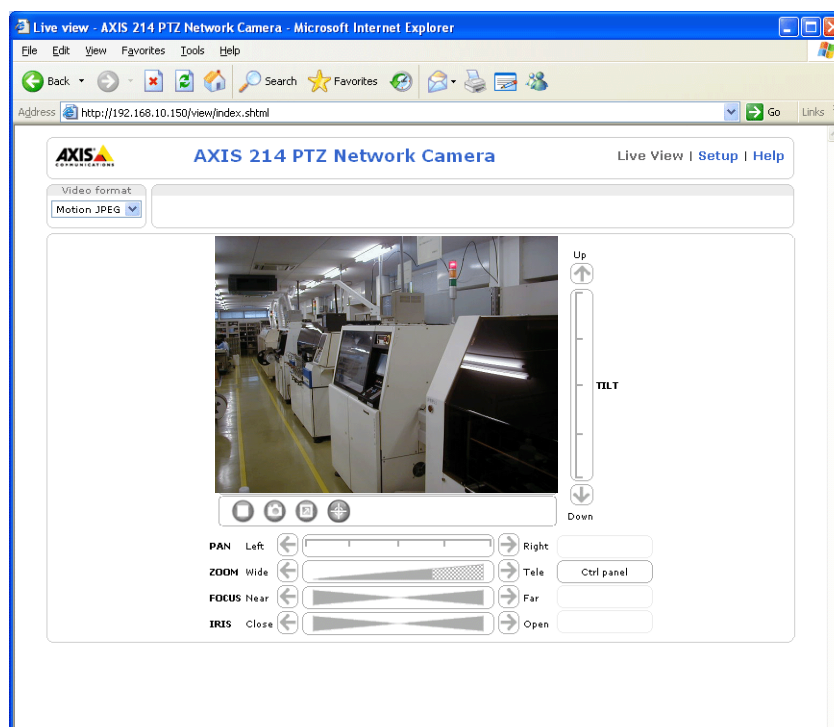 Live view - AXIS 214 PTZ Network Camera - Microsoft Internet Explorer
File Edit View Favorites Tools Help
Back Search Favorites
Address http://192.168.10.150/view/index.shtml Go Links
AXIS COMMUNICATIONS AXIS 214 PTZ Network Camera Live View | Setup | Help
Video format
Motion JPEG
Up
TILT
Down
PAN Left Right
ZOOM Wide Tele Ctrl panel
FOCUS Near Far
IRIS Close Open